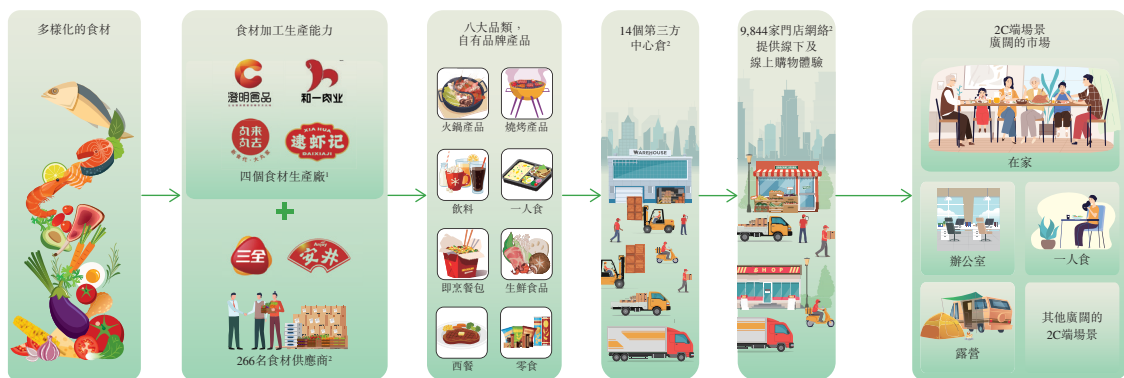 多樣化的食材
食材加工生產能力
澄明食品
和一肉业
逮虾记
DAIXIAJI
四個食材生產廠¹
+
三全
Anjoy
安井
266名食材供應商²
八大品類，
自有品牌產品
火鍋產品
燒烤產品
飲料
一人食
即烹餐包
生鮮食品
西餐
零食
14個第三方
中心倉²
WAREHOUSE
9,844家門店網絡²
提供線下及
線上購物體驗
SHOP
2C端場景
廣闊的市場
在家
辦公室
一人食
露營
其他廣闊的
2C端場景